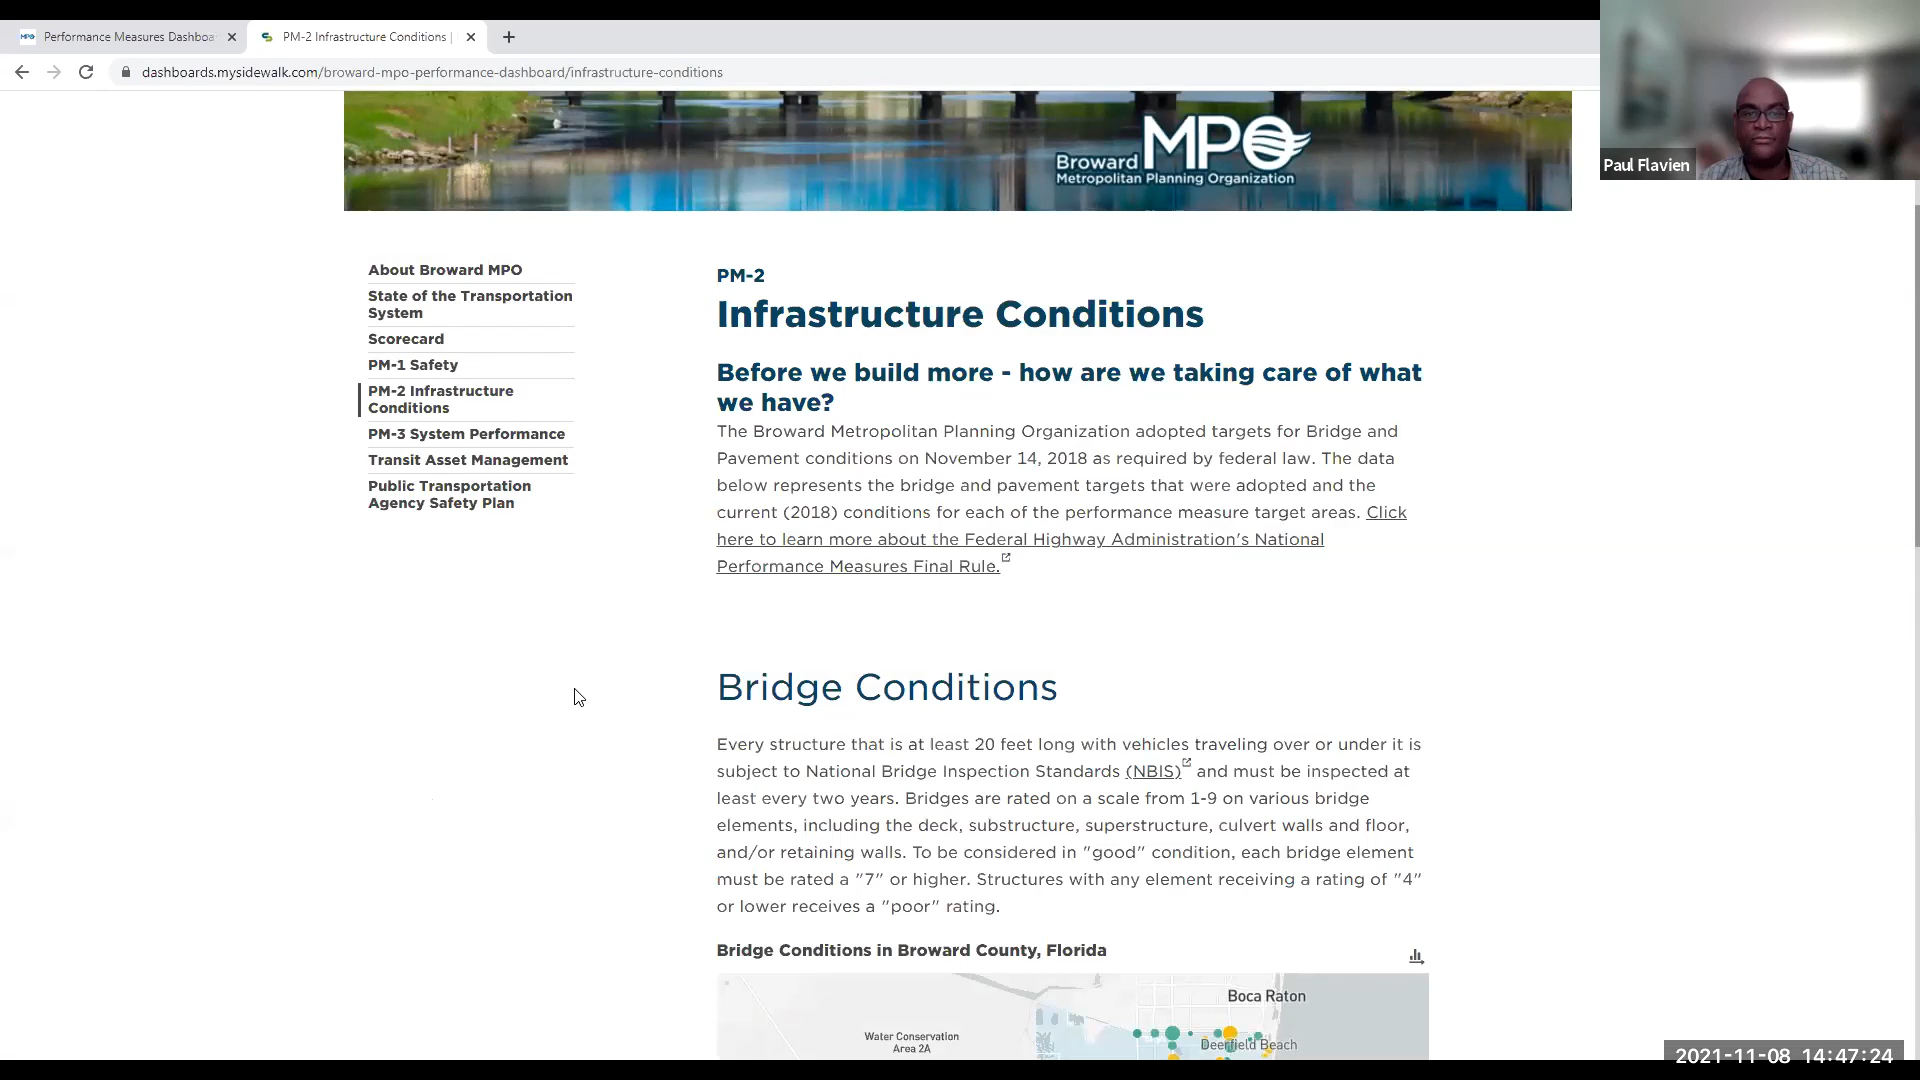 Performance Measures Dashboa
PM-2 Infrastructure Conditions |
dashboards.mysidewalk.com/broward-mpo-performance-dashboard/infrastructure-conditions
Paul Flavien
Broward MPO
Metropolitan Planning Organization
About Broward MPO
State of the Transportation
System
Scorecard
PM-1 Safety
PM-2 Infrastructure
Conditions
PM-3 System Performance
Transit Asset Management
Public Transportation
Agency Safety Plan
PM-2
Infrastructure Conditions
Before we build more - how are we taking care of what
we have?
The Broward Metropolitan Planning Organization adopted targets for Bridge and
Pavement conditions on November 14, 2018 as required by federal law. The data
below represents the bridge and pavement targets that were adopted and the
current (2018) conditions for each of the performance measure target areas. Click
here to learn more about the Federal Highway Administration's National
Performance Measures Final Rule.
Bridge Conditions
Every structure that is at least 20 feet long with vehicles traveling over or under it is
subject to National Bridge Inspection Standards (NBIS) and must be inspected at
least every two years. Bridges are rated on a scale from 1-9 on various bridge
elements, including the deck, substructure, superstructure, culvert walls and floor,
and/or retaining walls. To be considered in "good" condition, each bridge element
must be rated a "7" or higher. Structures with any element receiving a rating of "4"
or lower receives a "poor" rating.
Bridge Conditions in Broward County, Florida
Boca Raton
Water Conservation
Area 2A
Deerfield Beach
2021-11-08 14:47:24